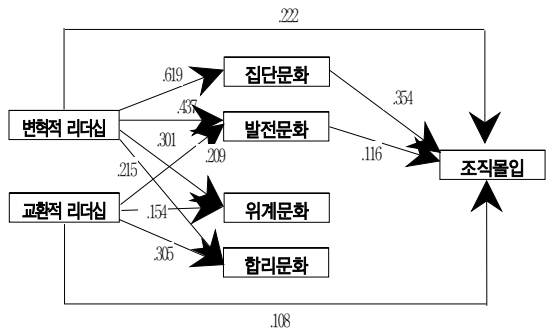 .222
집단문화
.619
.354
.437
변혁적 리더십
발전문화
.301
.209
.116
.215
조직몰입
교환적 리더십
.154
위계문화
.305
합리문화
.108